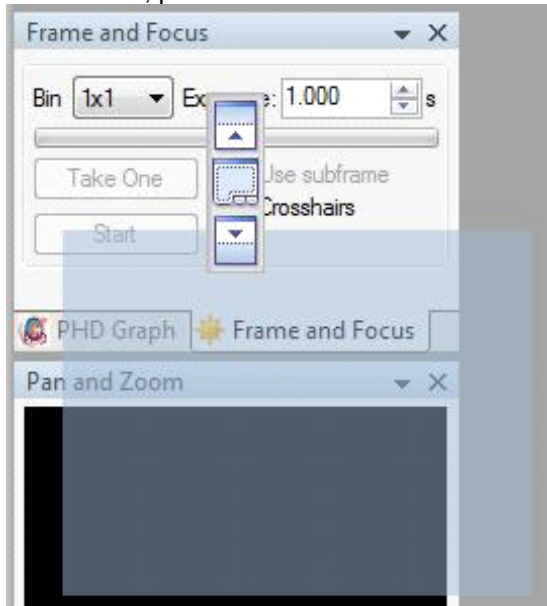 Frame and Focus
Bin 1x1 Ex e: 1.000 s
Take One Use subframe
Crosshairs
Start
PHD Graph Frame and Focus
Pan and Zoom